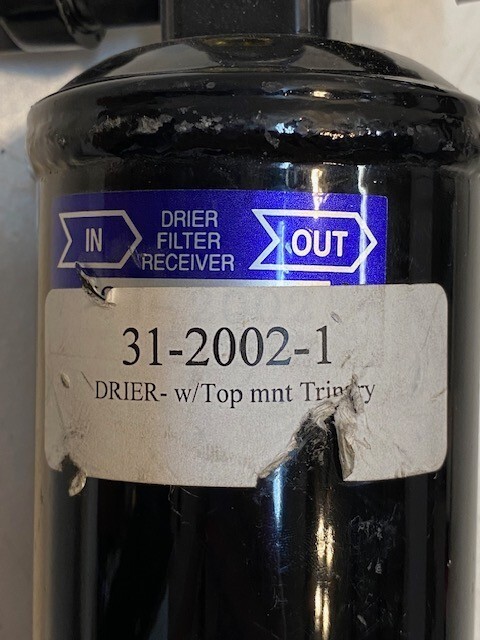 IN
DRIER
FILTER
RECEIVER
OUT
31-2002-1
DRIER- w/Top mnt